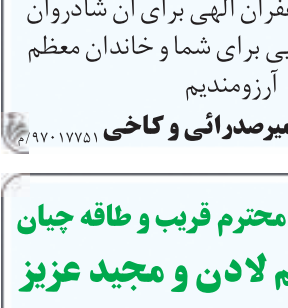 غفران الهی برای آن شادروان
برای شما و خاندان معظم
آرزومندیم
میرصدرائی و کاخی
۹۷۰۱۷۷۵۱/م
محترم قریب و طاقه چیان
لادن و مجید عزیز